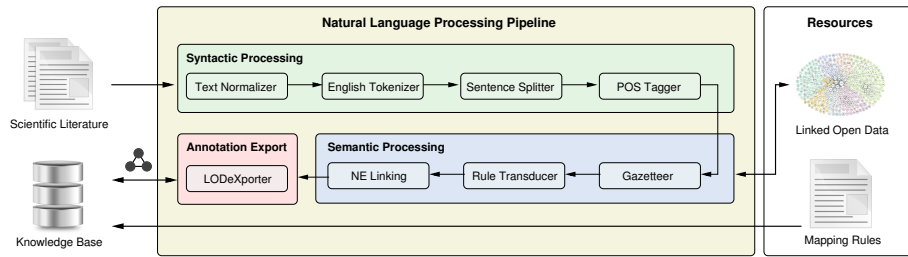 Natural Language Processing Pipeline
Resources
Syntactic Processing
Text Normalizer
English Tokenizer
Sentence Splitter
POS Tagger
Scientific Literature
Linked Open Data
Annotation Export
Semantic Processing
LODeXporter
NE Linking
Rule Transducer
Gazetteer
Knowledge Base
Mapping Rules